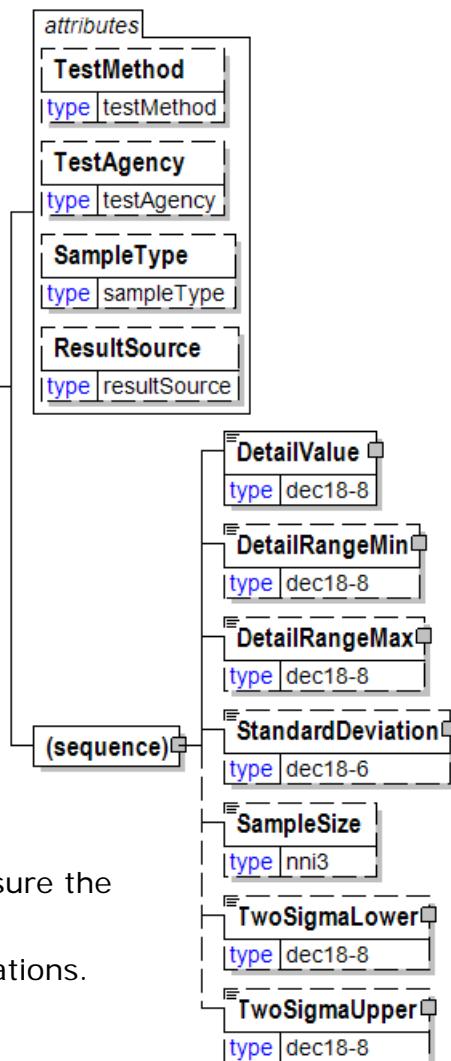 attributes
TestMethod
type testMethod
TestAgency
type testAgency
SampleType
type sampleType
ResultSource
type resultSource
DetailValue
type dec18-8
DetailRangeMin
type dec18-8
DetailRangeMax
type dec18-8
(sequence)
StandardDeviation
type dec18-6
SampleSize
type nni3
sure the
TwoSigmaLower
type dec18-8
ations.
TwoSigmaUpper
type dec18-8